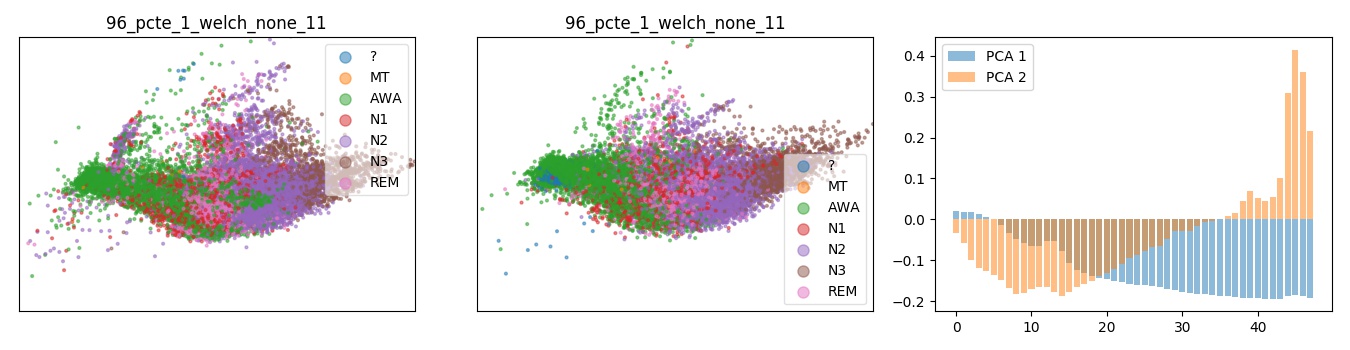 96_pcte_1_welch_none_11
?
MT
AWA
N1
N2
N3
REM
96_pcte_1_welch_none_11
?
MT
AWA
N1
N2
N3
REM
PCA 1
PCA 2
0.4
0.3
0.2
0.1
0.0
−0.1
−0.2
0 10 20 30 40